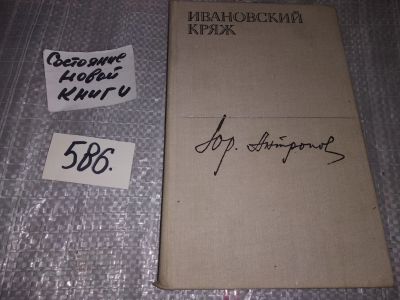 Состояние
новой
книги
586.
ИВАНОВСКИЙ
КРЯЖ
Юр. Антропов